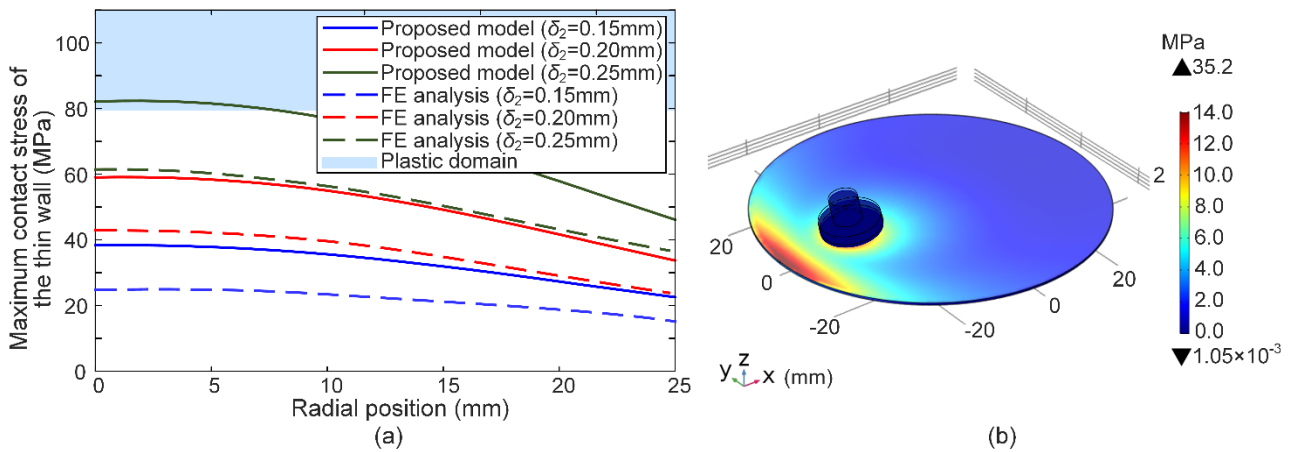 Maximum contact stress of
the thin wall (MPa)
100
80
60
40
20
0
0
5
10
15
20
25
Radial position (mm)
Proposed model (δ₂=0.15mm)
Proposed model (δ₂=0.20mm)
Proposed model (δ₂=0.25mm)
FE analysis (δ₂=0.15mm)
FE analysis (δ₂=0.20mm)
FE analysis (δ₂=0.25mm)
Plastic domain
(a)
2
20
0
-20
-20
0
20
y z x (mm)
MPa
▲35.2
14.0
12.0
10.0
8.0
6.0
4.0
2.0
0.0
▼1.05×10⁻³
(b)